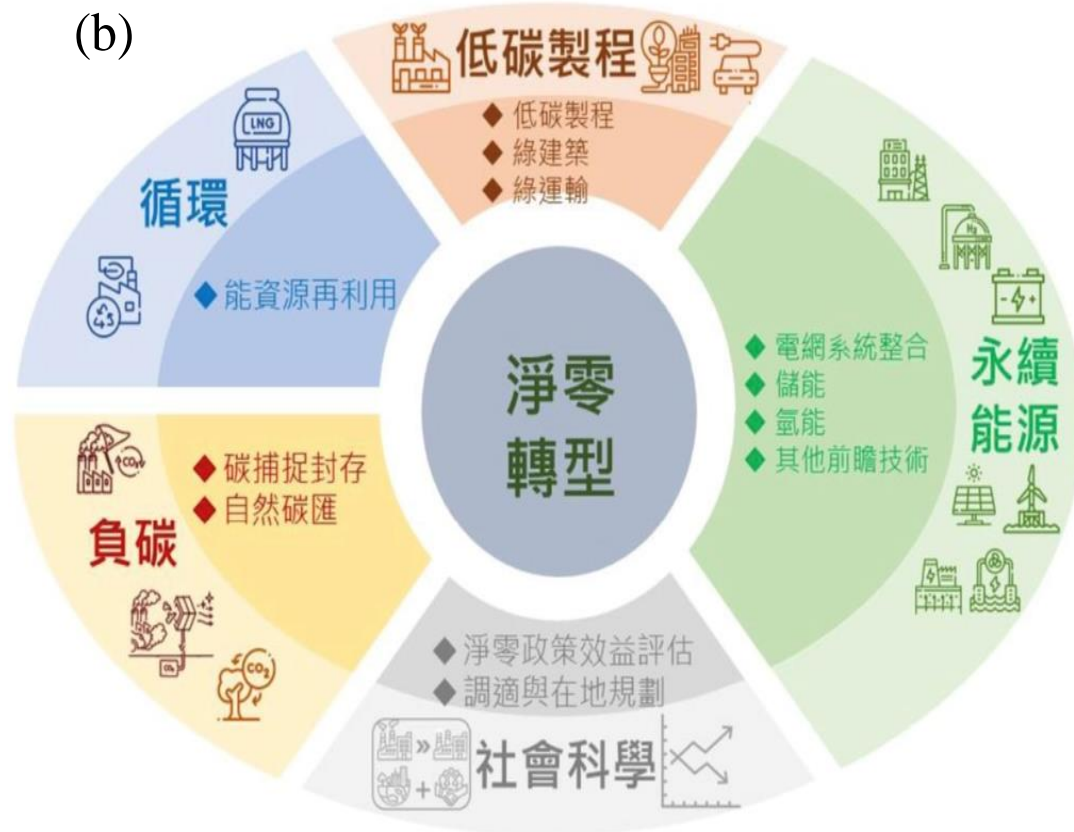 (b)
低碳製程
◆ 低碳製程
◆ 綠建築
◆ 綠運輸
LNG
循環
◆ 能資源再利用
淨零
轉型
◆ 電網系統整合
◆ 儲能
◆ 氫能
◆ 其他前瞻技術
永續
能源
H₂
CO₂
◆ 碳捕捉封存
◆ 自然碳匯
負碳
CO₂
◆ 淨零政策效益評估
◆ 調適與在地規劃
社會科學